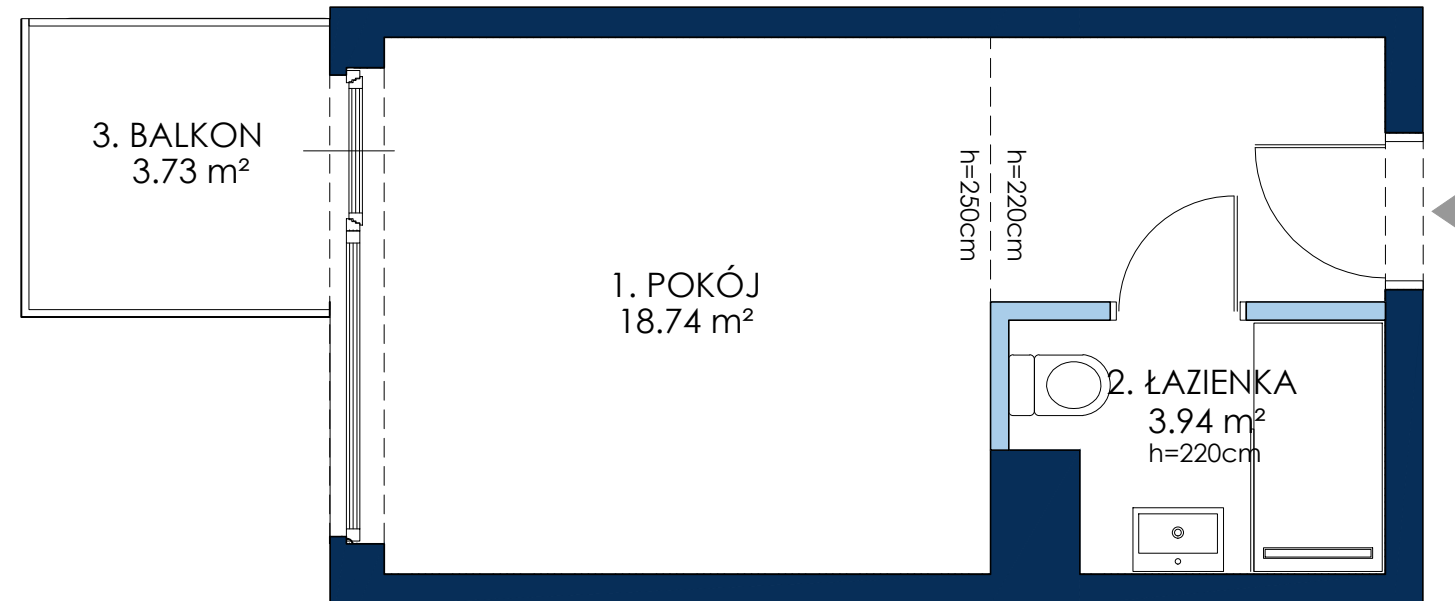 3. BALKON
3.73 m²
1. POKÓJ
18.74 m²
h=250cm
h=220cm
2. ŁAZIENKA
3.94 m²
h=220cm